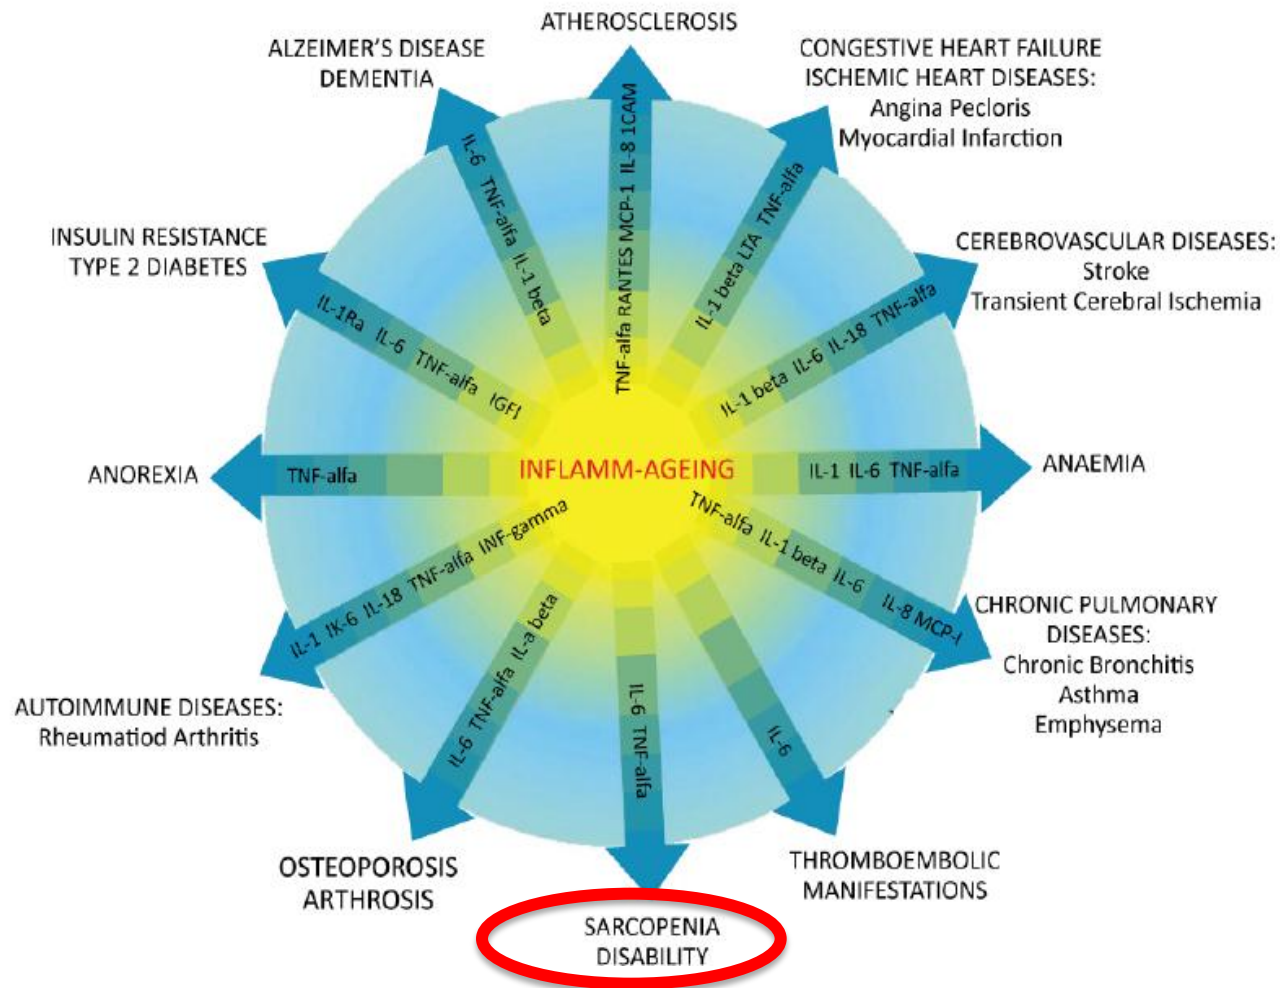 ATHEROSCLEROSIS
ALZEIMER'S DISEASE
DEMENTIA
CONGESTIVE HEART FAILURE
ISCHEMIC HEART DISEASES:
Angina Pecloris
Myocardial Infarction
INSULIN RESISTANCE
TYPE 2 DIABETES
CEREBROVASCULAR DISEASES:
Stroke
Transient Cerebral Ischemia
ANOREXIA
ANAEMIA
INFLAMM-AGEING
AUTOIMMUNE DISEASES:
Rheumatiod Arthritis
CHRONIC PULMONARY
DISEASES:
Chronic Bronchitis
Asthma
Emphysema
OSTEOPOROSIS
ARTHROSIS
THROMBOEMBOLIC
MANIFESTATIONS
SARCOPENIA
DISABILITY
TNF-alfa RANTES MCP-1 IL-8 1CAM
IL-1 beta LTA TNF-alfa
IL-1 beta IL-6 IL-18 TNF-alfa
IL-1 IL-6 TNF-alfa
TNF-alfa IL-1 beta IL-6 IL-8 MCP-I
IL-6
IL-6 TNF-alfa
IL-6 TNF-alfa IL-a beta
IL-1 IK-6 IL-18 TNF-alfa INF-gamma
TNF-alfa
IL-1Ra IL-6 TNF-alfa IGFI
IL-6 TNF-alfa IL-1 beta